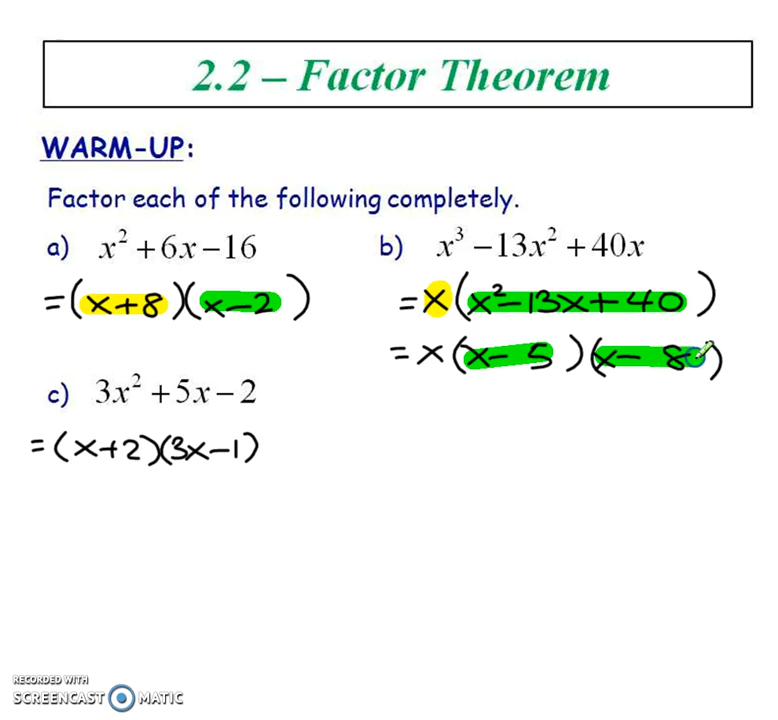 2.2 – Factor Theorem
WARM-UP:
Factor each of the following completely.
a) x² + 6x – 16
= (x+8)(x–2)
b) x³ – 13x² + 40x
= x(x²–13x+40)
= x(x–5)(x–8)
c) 3x² + 5x – 2
= (x+2)(3x–1)
RECORDED WITH
SCREENCAST MATIC